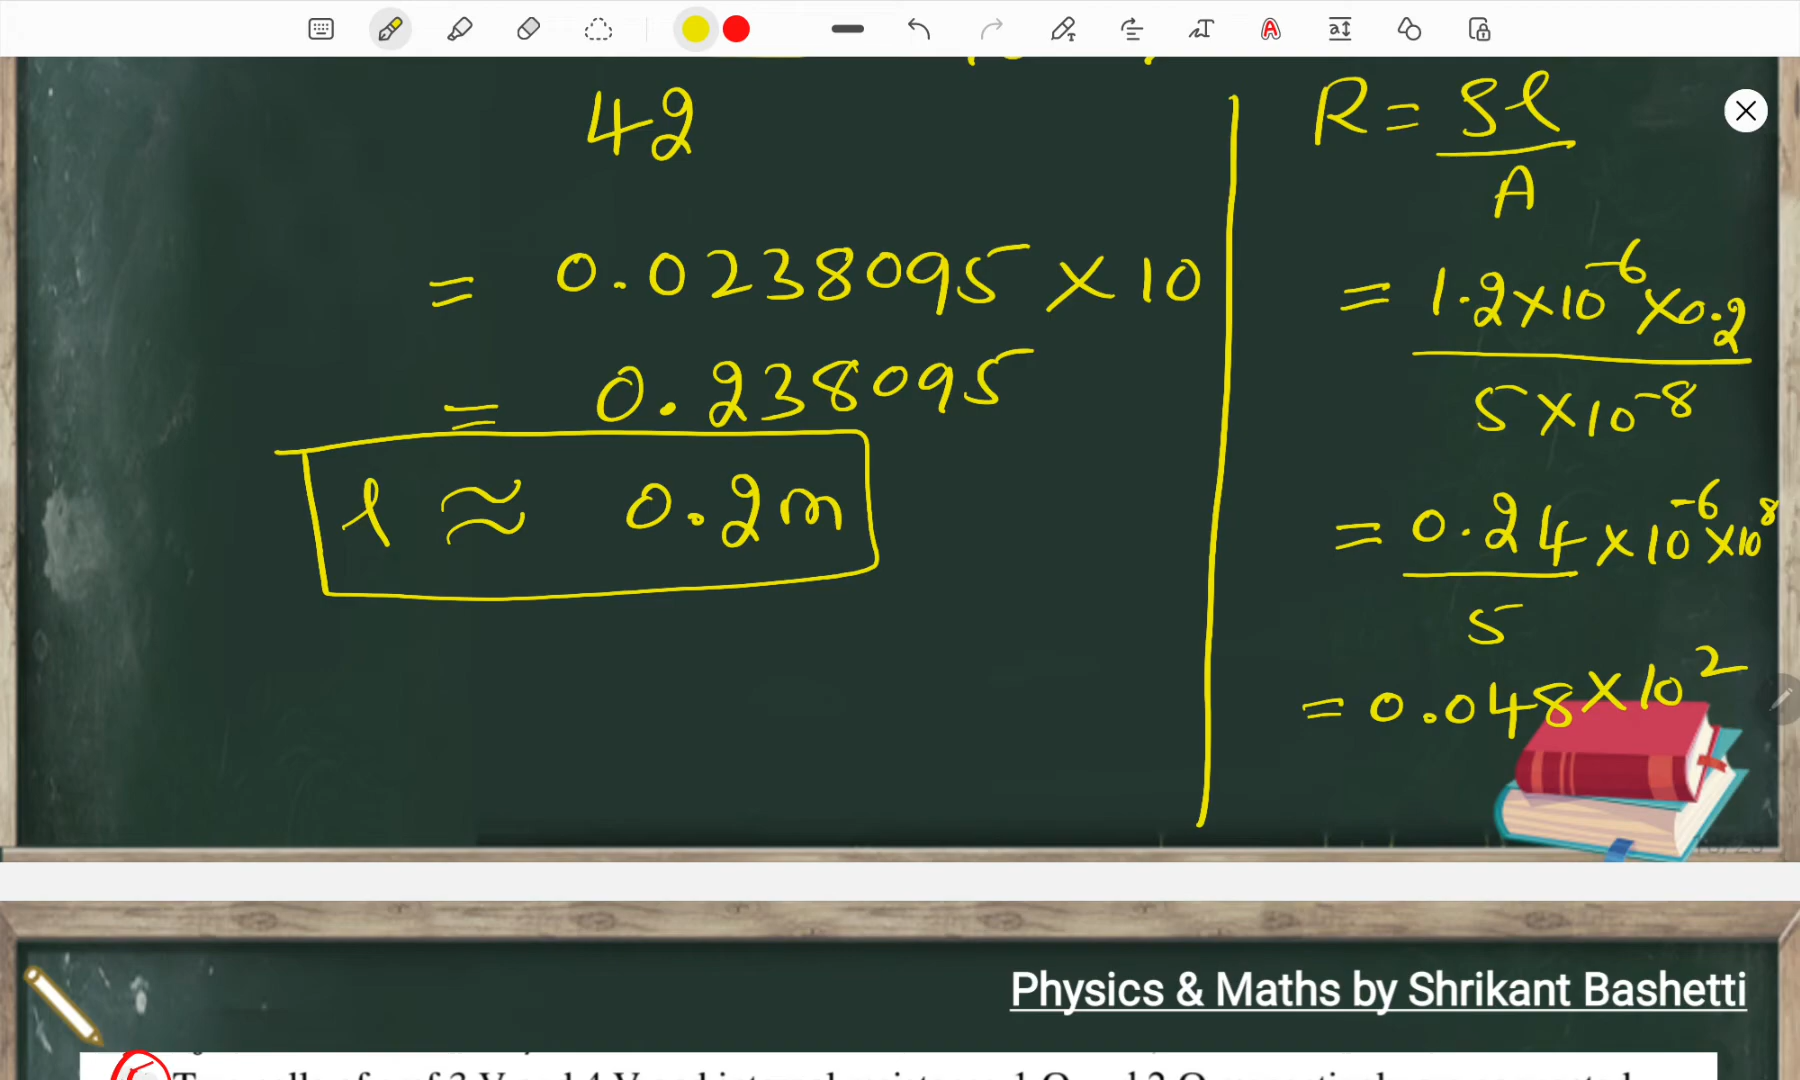 42
= 0.0238095 × 10
= 0.238095
l ≈ 0.2m
R = ρl
A
= 1.2×10⁻⁶×0.2
5×10⁻⁸
= 0.24×10⁻⁶×10⁸
5
= 0.048×10²
Physics & Maths by Shrikant Bashetti